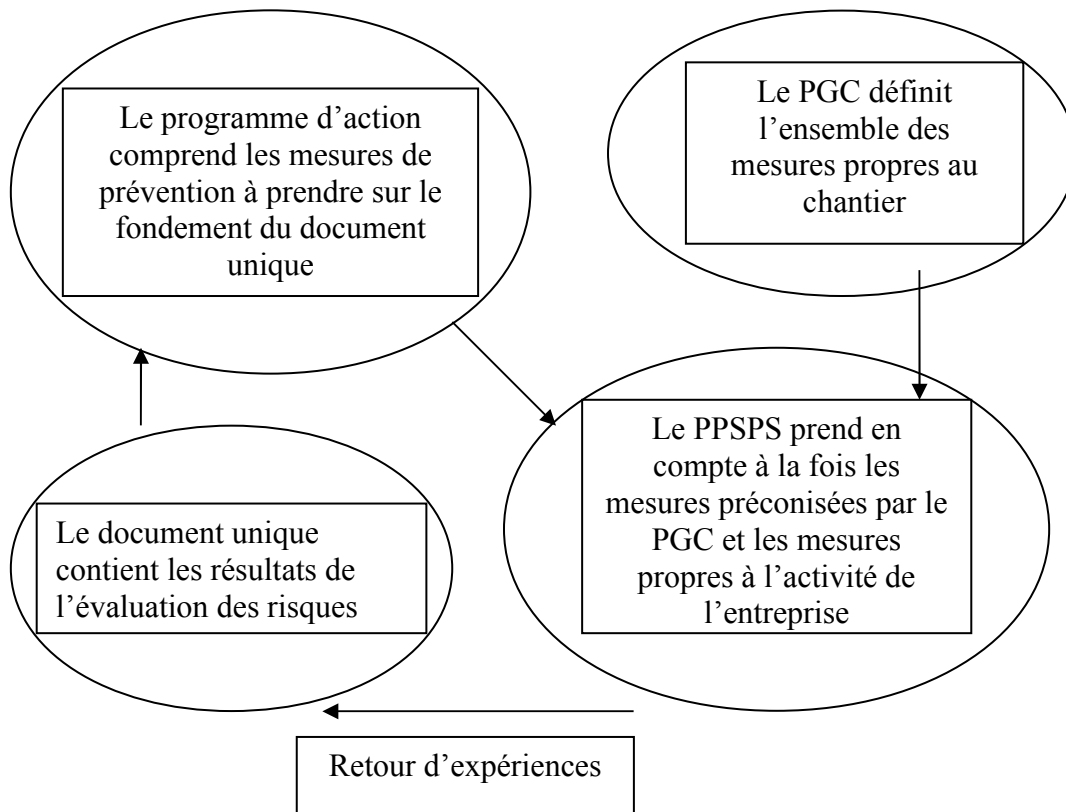 Le programme d’action
comprend les mesures de
prévention à prendre sur le
fondement du document
unique
Le PGC définit
l’ensemble des
mesures propres au
chantier
Le document unique
contient les résultats de
l’évaluation des risques
Le PPSPS prend en
compte à la fois les
mesures préconisées par le
PGC et les mesures
propres à l’activité de
l’entreprise
Retour d’expériences